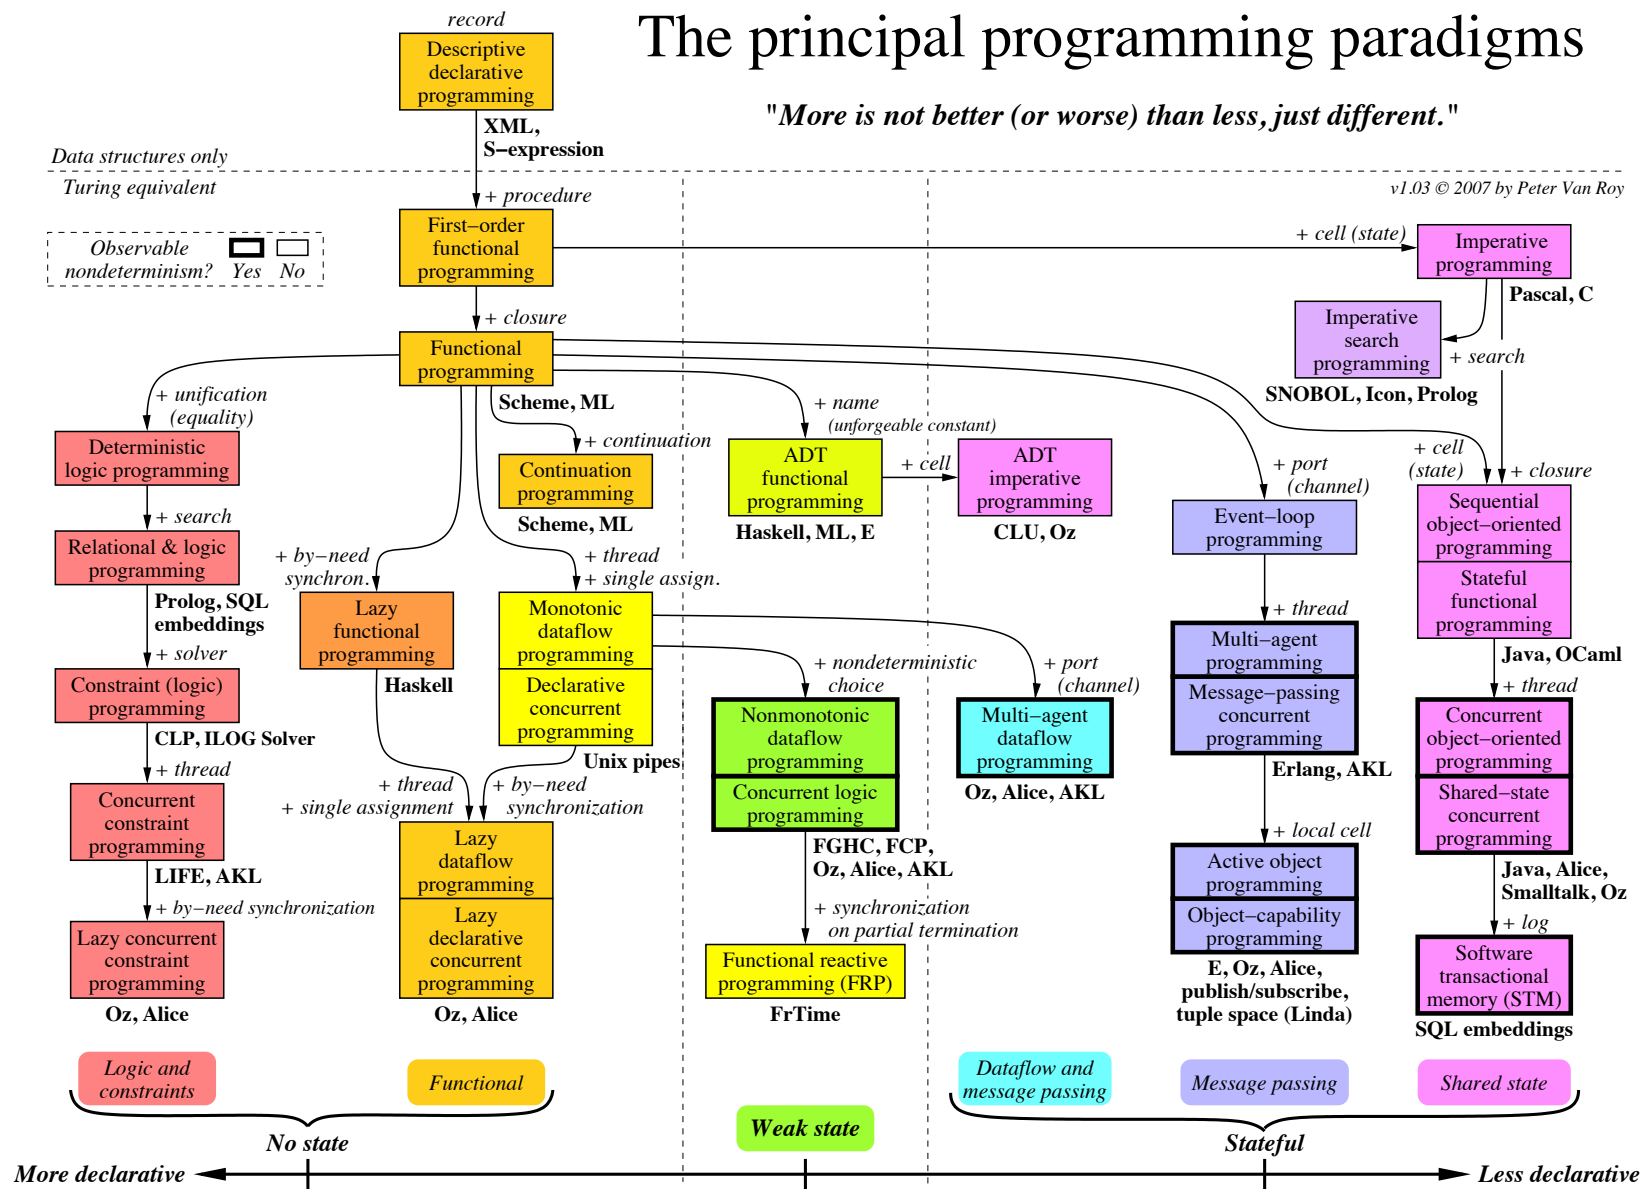 The principal programming paradigms
"More is not better (or worse) than less, just different."
v1.03 © 2007 by Peter Van Roy
record
Descriptive
declarative
programming
XML,
S−expression
Data structures only
Turing equivalent
Observable
nondeterminism?
Yes
No
+ procedure
First−order
functional
programming
+ cell (state)
Imperative
programming
Pascal, C
+ search
Imperative
search
programming
SNOBOL, Icon, Prolog
+ closure
Functional
programming
Scheme, ML
+ unification
(equality)
Deterministic
logic programming
+ search
Relational & logic
programming
Prolog, SQL
embeddings
+ solver
Constraint (logic)
programming
CLP, ILOG Solver
+ thread
Concurrent
constraint
programming
LIFE, AKL
+ by−need synchronization
Lazy concurrent
constraint
programming
Oz, Alice
+ continuation
Continuation
programming
Scheme, ML
+ by−need
synchron.
Lazy
functional
programming
Haskell
+ thread
+ single assign.
Monotonic
dataflow
programming
Declarative
concurrent
programming
Unix pipes
+ thread
+ single assignment
+ by−need
synchronization
Lazy
dataflow
programming
Lazy
declarative
concurrent
programming
Oz, Alice
+ name
(unforgeable constant)
ADT
functional
programming
Haskell, ML, E
+ cell
ADT
imperative
programming
CLU, Oz
+ nondeterministic
choice
Nonmonotonic
dataflow
programming
Concurrent logic
programming
FGHC, FCP,
Oz, Alice, AKL
+ synchronization
on partial termination
Functional reactive
programming (FRP)
FrTime
+ port
(channel)
Multi−agent
dataflow
programming
Oz, Alice, AKL
+ port
(channel)
Event−loop
programming
+ thread
Multi−agent
programming
Message−passing
concurrent
programming
Erlang, AKL
+ local cell
Active object
programming
Object−capability
programming
E, Oz, Alice,
publish/subscribe,
tuple space (Linda)
+ cell
(state)
+ closure
Sequential
object−oriented
programming
Stateful
functional
programming
Java, OCaml
+ thread
Concurrent
object−oriented
programming
Shared−state
concurrent
programming
Java, Alice,
Smalltalk, Oz
+ log
Software
transactional
memory (STM)
SQL embeddings
Logic and
constraints
Functional
Dataflow and
message passing
Message passing
Shared state
No state
Weak state
Stateful
More declarative
Less declarative